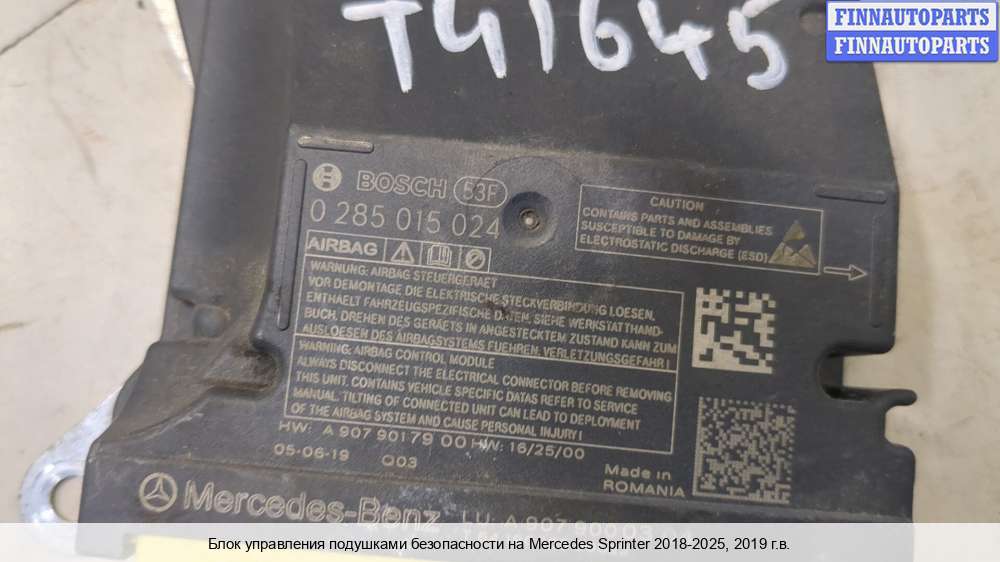 FINNAUTOPARTS
FINNAUTOPARTS
T41645
BOSCH 53F
0 285 015 024
AIRBAG
WARNUNG: AIRBAG STEUERGERAET
VOR DEMONTAGE DIE ELEKTRISCHE STECKVERBINDUNG LOESEN,
ENTHAELT FAHRZEUGSPEZIFISCHE DATEN, SIEHE WERKSTATTHAND-
BUCH. DREHEN DES GERAETS IN ANGESTECKTEM ZUSTAND KANN ZUM
AUSLOESEN DES AIRBAGSYSTEMS FUEHREN. VERLETZUNGSGEFAHR!
WARNING: AIRBAG CONTROL MODULE
ALWAYS DISCONNECT THE ELECTRICAL CONNECTOR BEFORE REMOVING
THIS UNIT. CONTAINS VEHICLE SPECIFIC DATAS REFER TO SERVICE
MANUAL. TILTING OF CONNECTED UNIT CAN LEAD TO DEPLOYMENT
OF THE AIRBAG SYSTEM AND CAUSE PERSONAL INJURY!
CAUTION
CONTAINS PARTS AND ASSEMBLIES
SUSCEPTIBLE TO DAMAGE BY
ELECTROSTATIC DISCHARGE (ESD)
HW: A 907 901 79 00 HW: 16/25/00
05-06-19 Q03
Made in
ROMANIA
Mercedes-Benz LU: A 907 900 03
Блок управления подушками безопасности на Mercedes Sprinter 2018-2025, 2019 г.в.